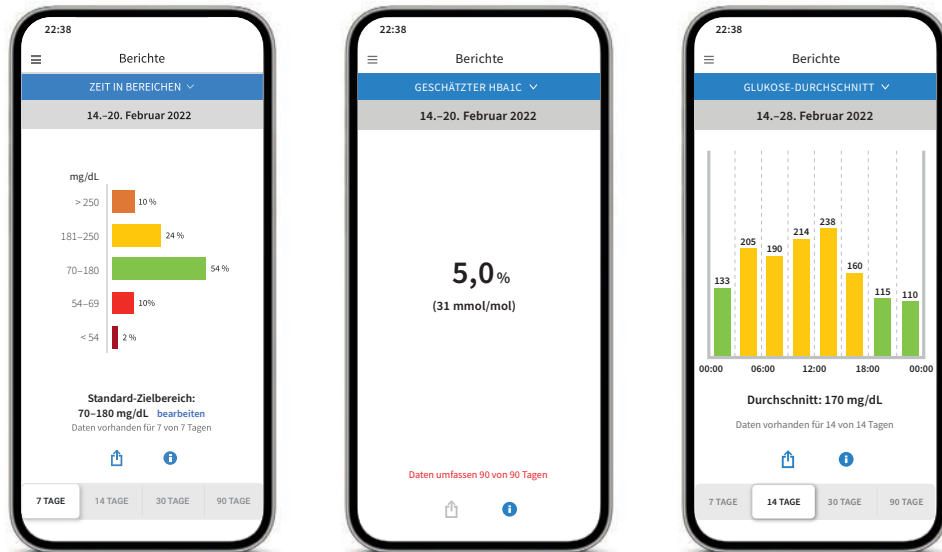 22:38
Berichte
ZEIT IN BEREICHEN
14.–20. Februar 2022
mg/dL
> 250
10 %
181–250
24 %
70–180
54 %
54–69
10%
< 54
2 %
Standard-Zielbereich:
70–180 mg/dL bearbeiten
Daten vorhanden für 7 von 7 Tagen
7 TAGE 14 TAGE 30 TAGE 90 TAGE
22:38
Berichte
GESCHÄTZTER HBA1C
14.–20. Februar 2022
5,0 %
(31 mmol/mol)
Daten umfassen 90 von 90 Tagen
22:38
Berichte
GLUKOSE-DURCHSCHNITT
14.–28. Februar 2022
133 205 190 214 238 160 115 110
00:00 06:00 12:00 18:00 00:00
Durchschnitt: 170 mg/dL
Daten vorhanden für 14 von 14 Tagen
7 TAGE 14 TAGE 30 TAGE 90 TAGE